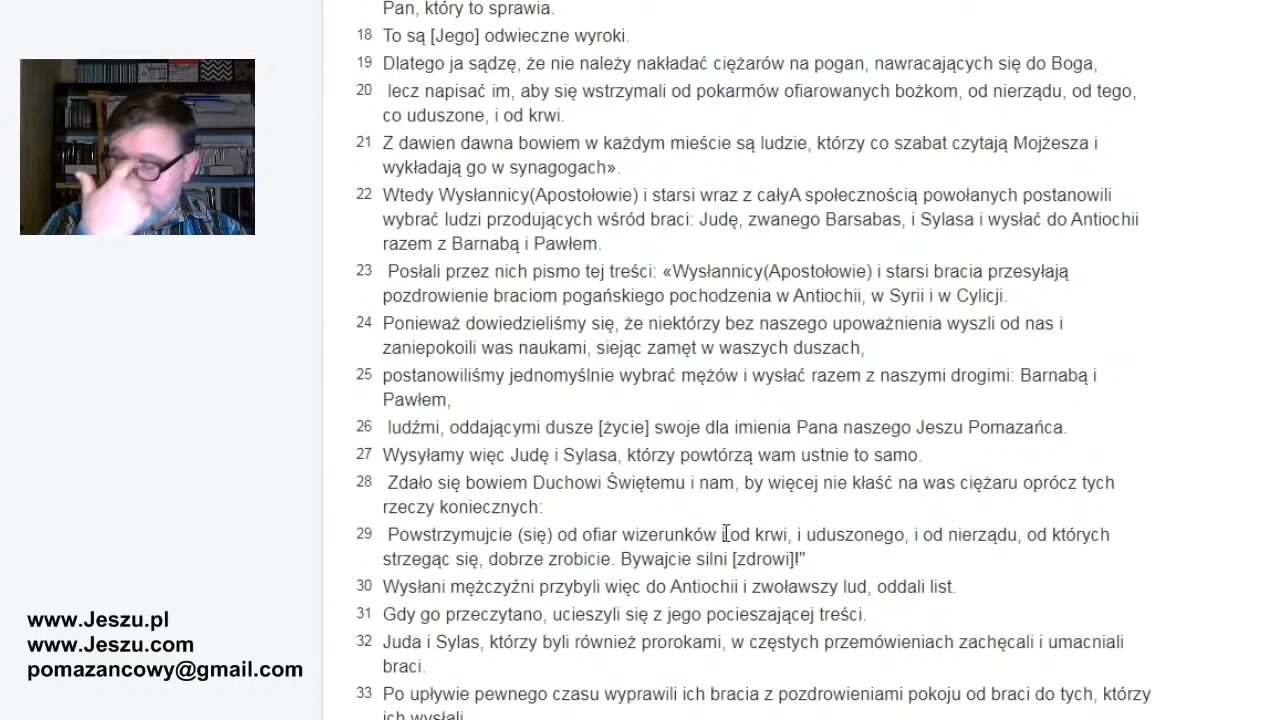 Pan, który to sprawia.
18 To są [Jego] odwieczne wyroki.
19 Dlatego ja sądzę, że nie należy nakładać ciężarów na pogan, nawracających się do Boga,
20 lecz napisać im, aby się wstrzymali od pokarmów ofiarowanych bożkom, od nierządu, od tego,
co uduszone, i od krwi.
21 Z dawien dawna bowiem w każdym mieście są ludzie, którzy co szabat czytają Mojżesza i
wykładają go w synagogach».
22 Wtedy Wysłannicy(Apostołowie) i starsi wraz z całyA społecznością powołanych postanowili
wybrać ludzi przodujących wśród braci: Judę, zwanego Barsabas, i Sylasa i wysłać do Antiochii
razem z Barnabą i Pawłem.
23 Posłali przez nich pismo tej treści: «Wysłannicy(Apostołowie) i starsi bracia przesyłają
pozdrowienie braciom pogańskiego pochodzenia w Antiochii, w Syrii i w Cylicji.
24 Ponieważ dowiedzieliśmy się, że niektórzy bez naszego upoważnienia wyszli od nas i
zaniepokoili was naukami, siejąc zamęt w waszych duszach,
25 postanowiliśmy jednomyślnie wybrać mężów i wysłać razem z naszymi drogimi: Barnabą i
Pawłem,
26 ludźmi, oddającymi dusze [życie] swoje dla imienia Pana naszego Jeszu Pomazańca.
27 Wysyłamy więc Judę i Sylasa, którzy powtórzą wam ustnie to samo.
28 Zdało się bowiem Duchowi Świętemu i nam, by więcej nie kłaść na was ciężaru oprócz tych
rzeczy koniecznych:
29 Powstrzymujcie (się) od ofiar wizerunków i od krwi, i uduszonego, i od nierządu, od których
strzegąc się, dobrze zrobicie. Bywajcie silni [zdrowi]!"
30 Wysłani mężczyźni przybyli więc do Antiochii i zwoławszy lud, oddali list.
31 Gdy go przeczytano, ucieszyli się z jego pocieszającej treści.
32 Juda i Sylas, którzy byli również prorokami, w częstych przemówieniach zachęcali i umacniali
braci.
33 Po upływie pewnego czasu wyprawili ich bracia z pozdrowieniami pokoju od braci do tych, którzy
ich wysłali.
www.Jeszu.pl
www.Jeszu.com
pomazancowy@gmail.com